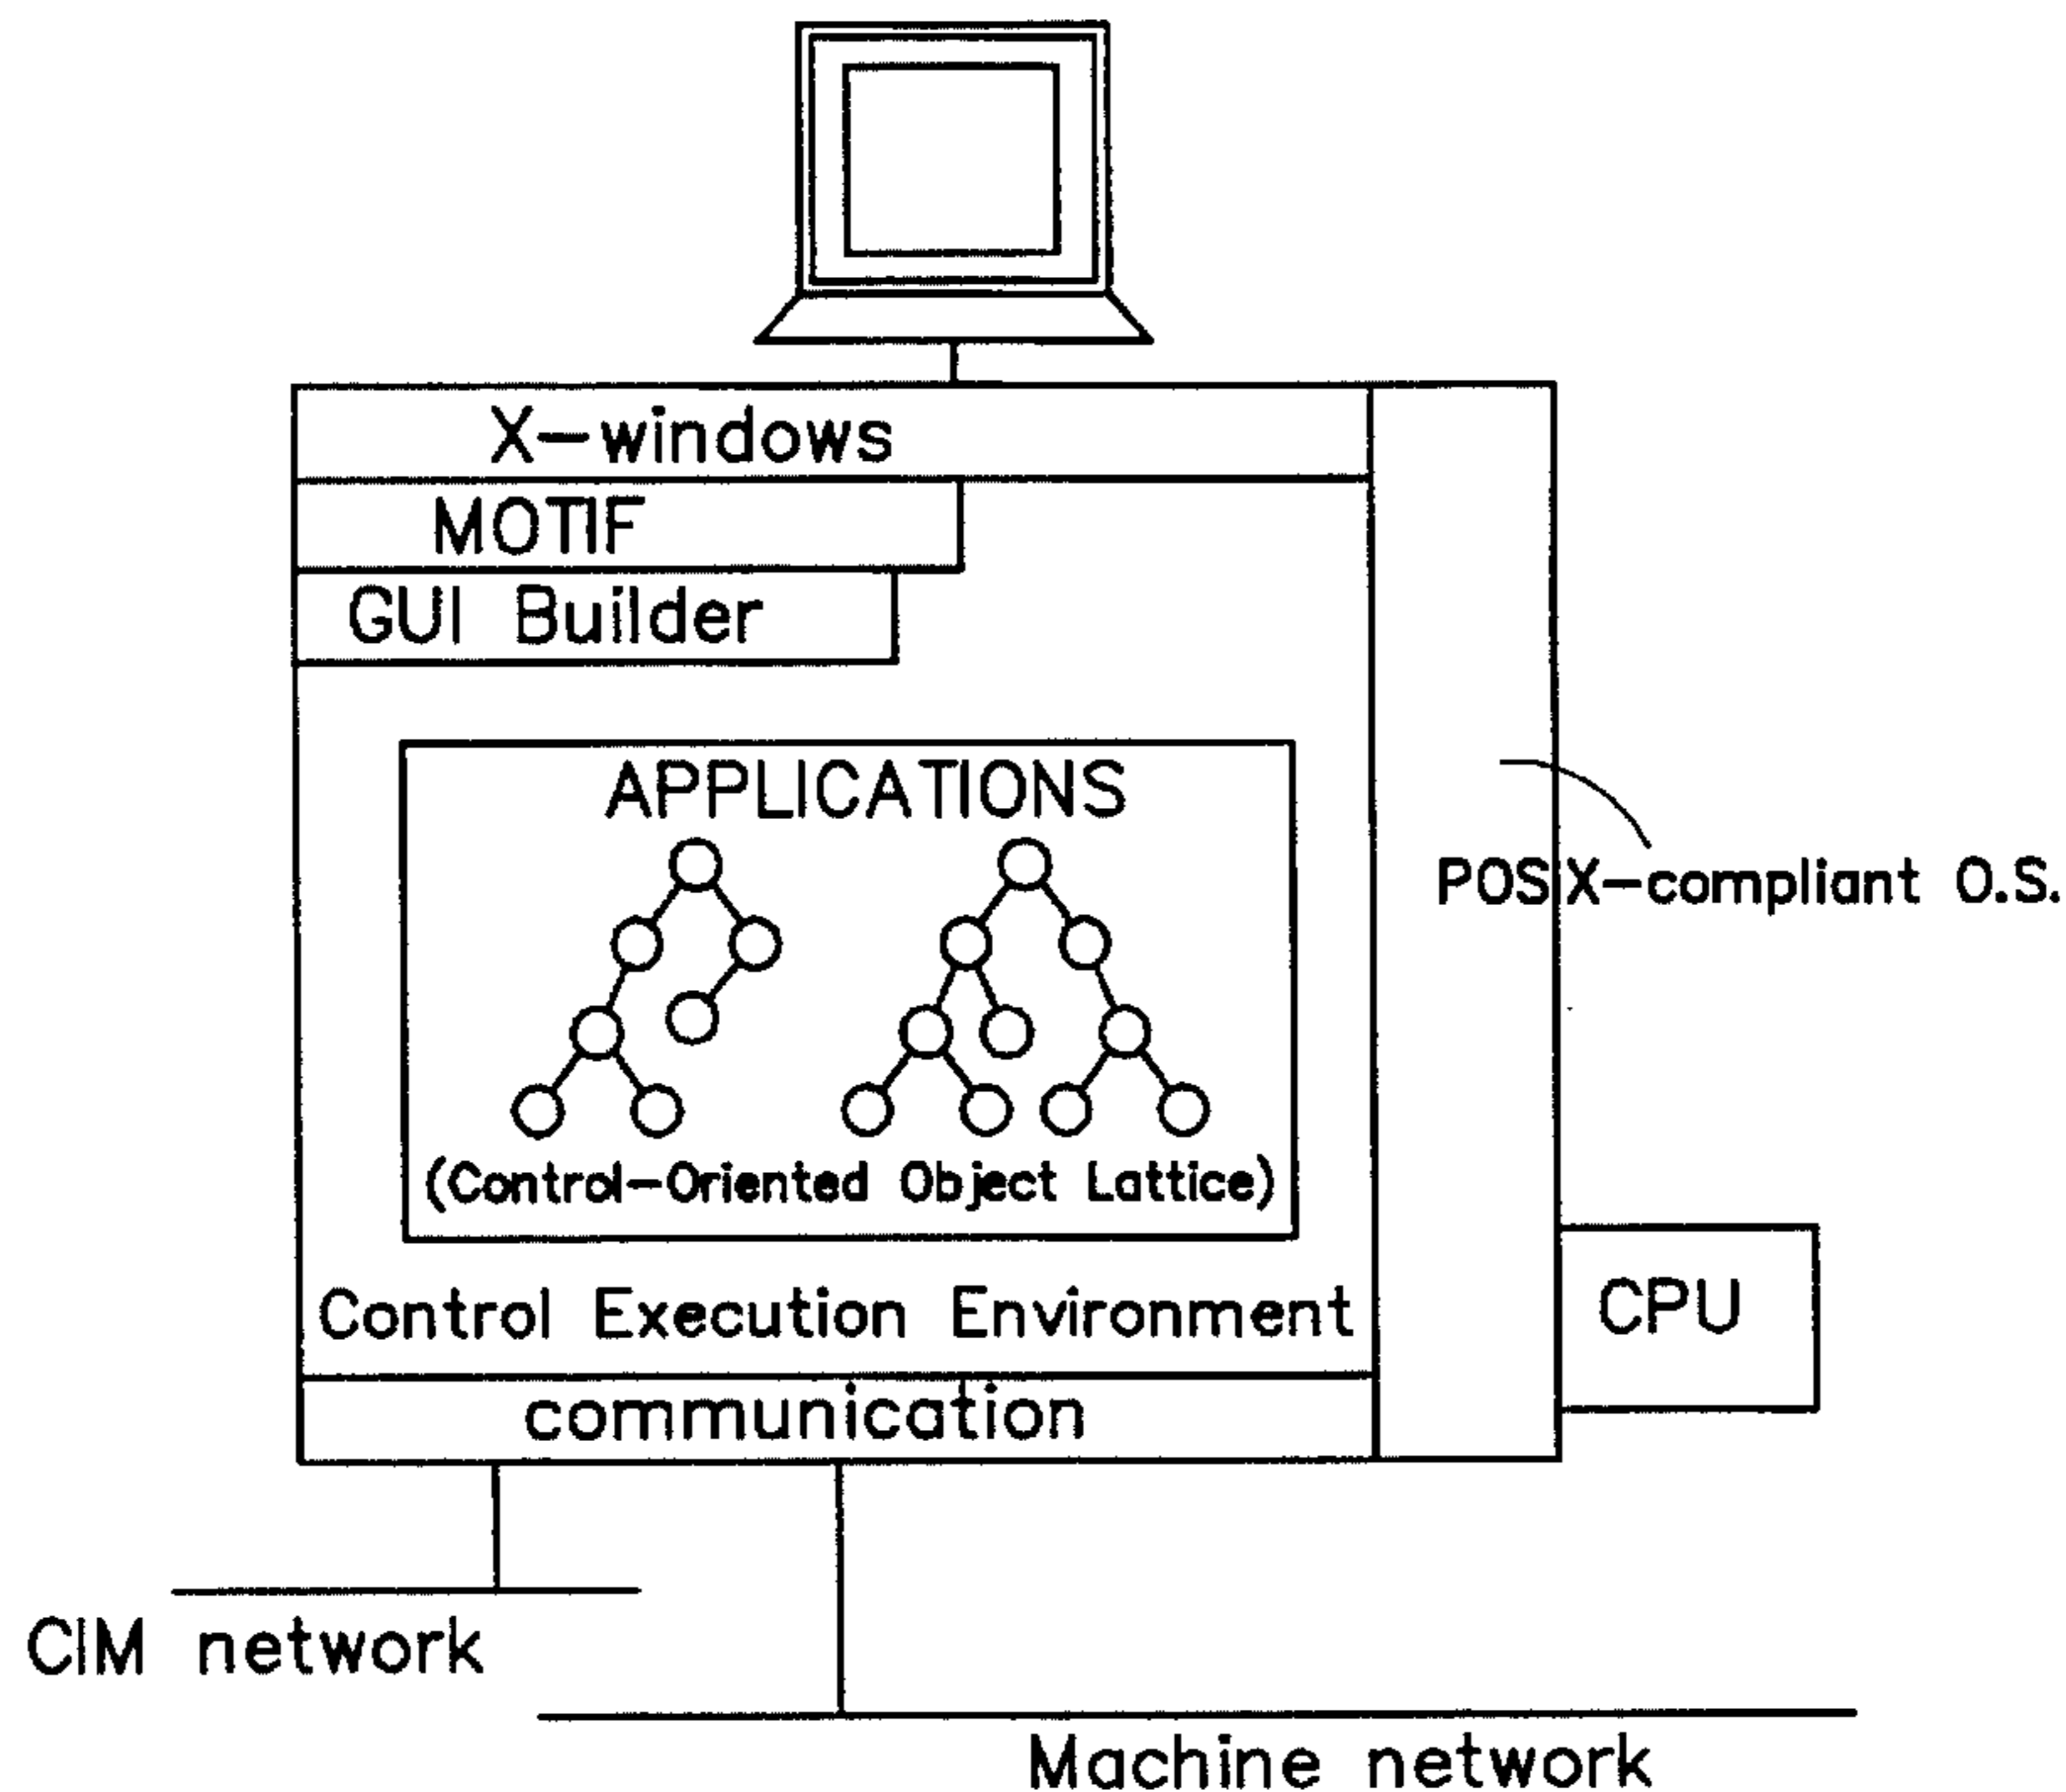 X-windows
MOTIF
GUI Builder
APPLICATIONS
POSIX-compliant O.S.
(Control-Oriented Object Lattice)
Control Execution Environment
CPU
communication
CIM network
Machine network